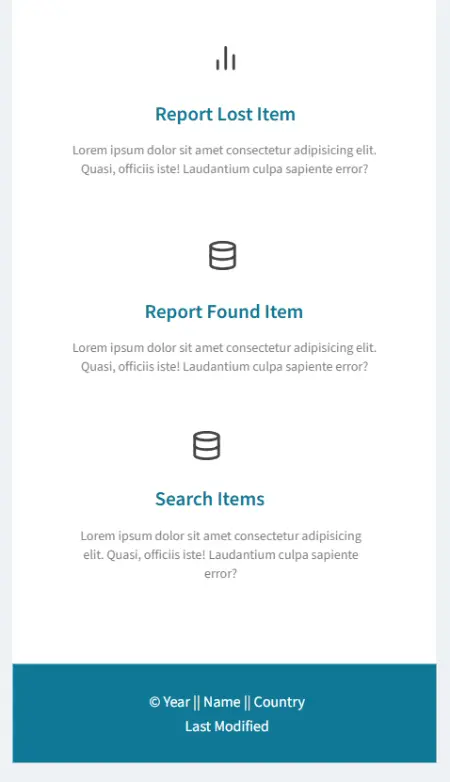 Report Lost Item
Lorem ipsum dolor sit amet consectetur adipisicing elit.
Quasi, officiis iste! Laudantium culpa sapiente error?
Report Found Item
Lorem ipsum dolor sit amet consectetur adipisicing elit.
Quasi, officiis iste! Laudantium culpa sapiente error?
Search Items
Lorem ipsum dolor sit amet consectetur adipisicing
elit. Quasi, officiis iste! Laudantium culpa sapiente
error?
© Year || Name || Country
Last Modified